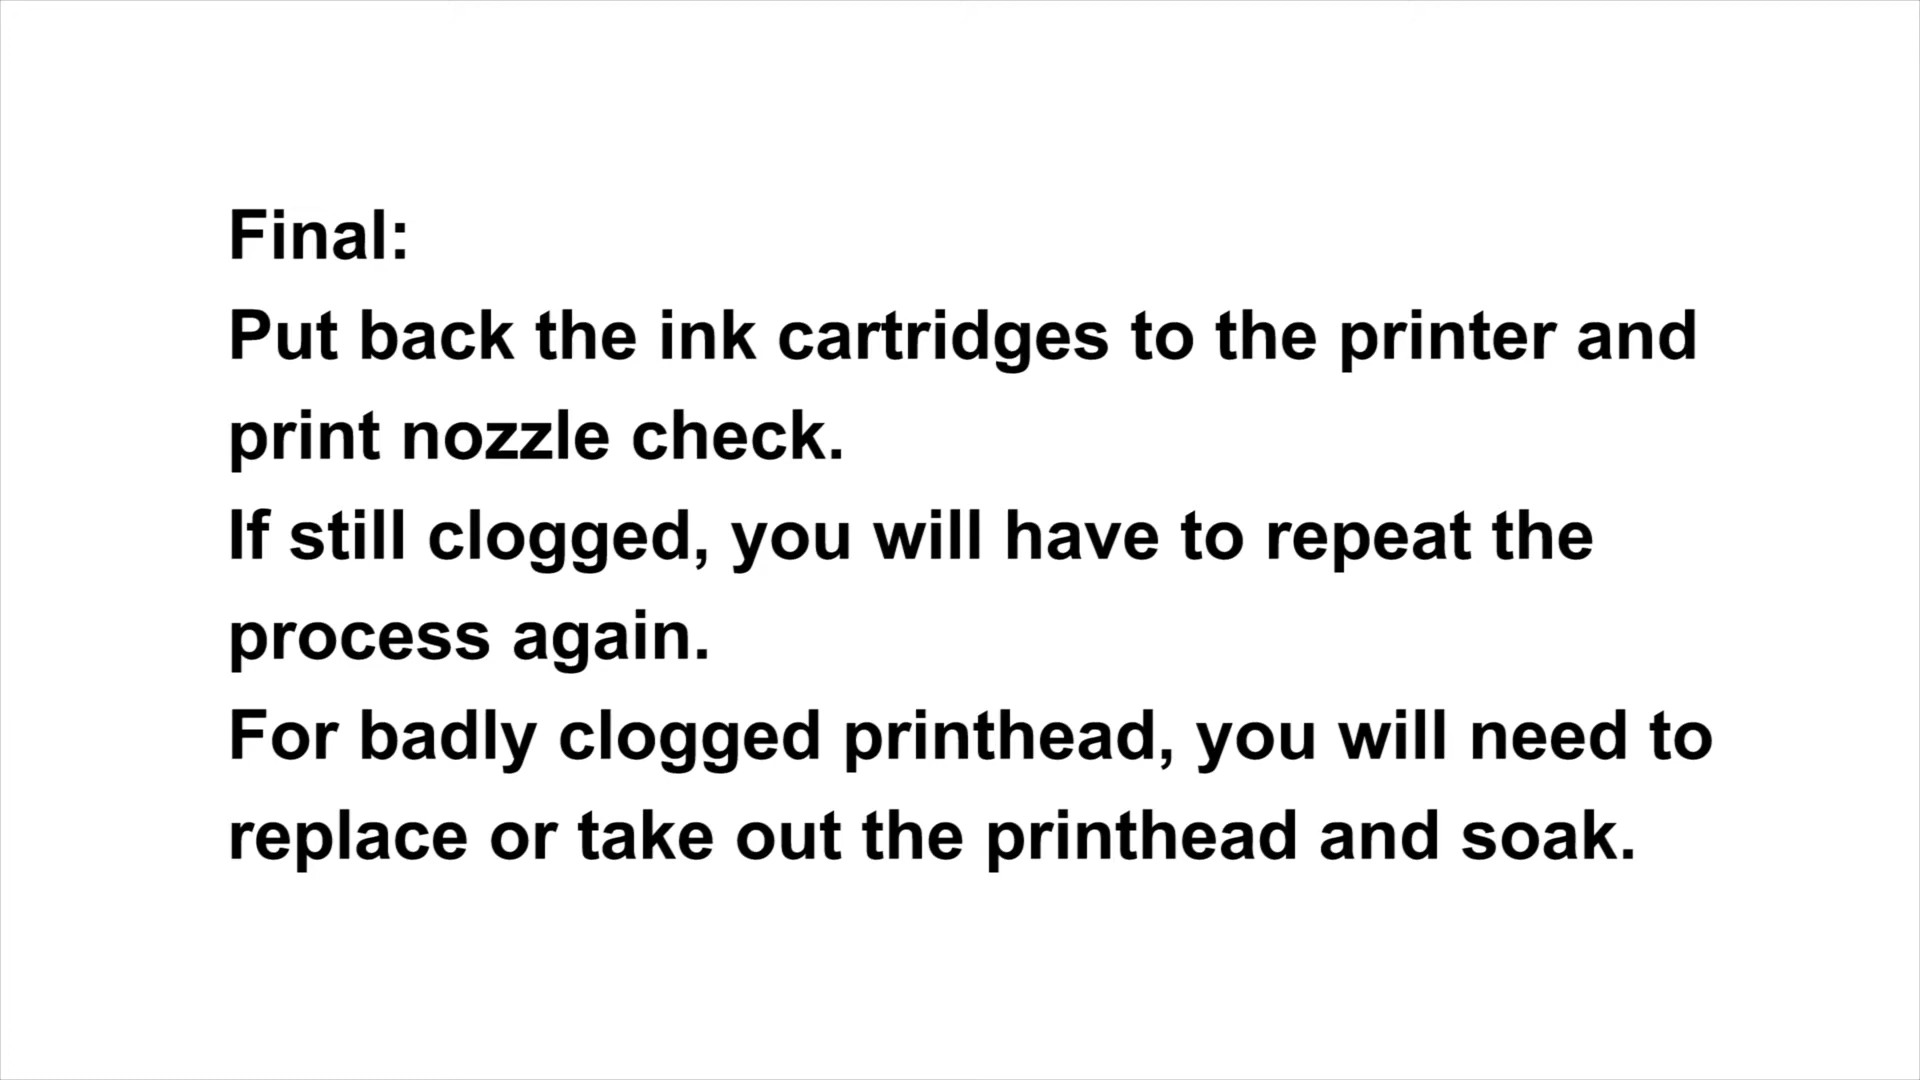 Final:
Put back the ink cartridges to the printer and
print nozzle check.
If still clogged, you will have to repeat the
process again.
For badly clogged printhead, you will need to
replace or take out the printhead and soak.